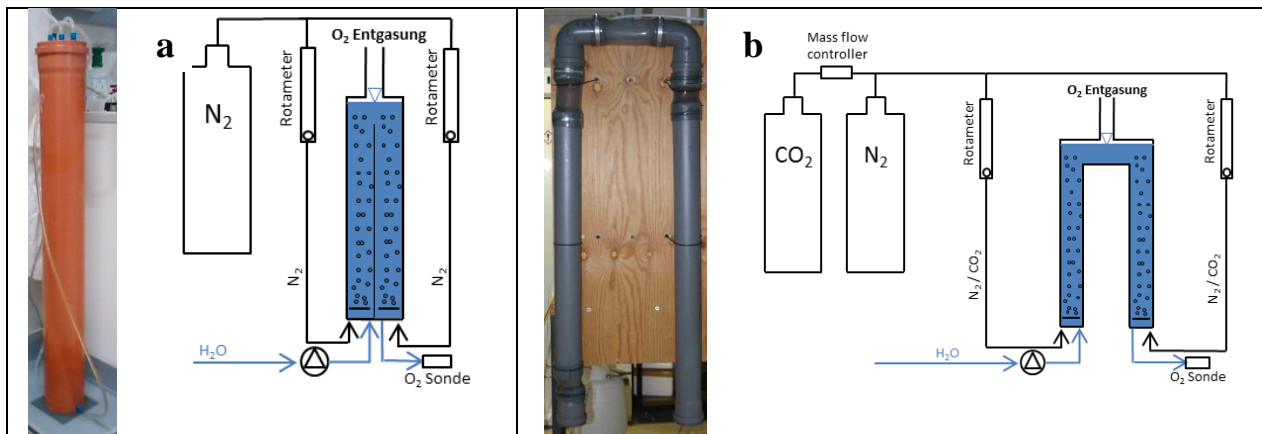 a
O₂ Entgasung
N₂
Rotameter
Rotameter
N₂
N₂
H₂O
O₂ Sonde
b
Mass flow
controller
O₂ Entgasung
CO₂
N₂
Rotameter
Rotameter
N₂ / CO₂
N₂ / CO₂
H₂O
O₂ Sonde